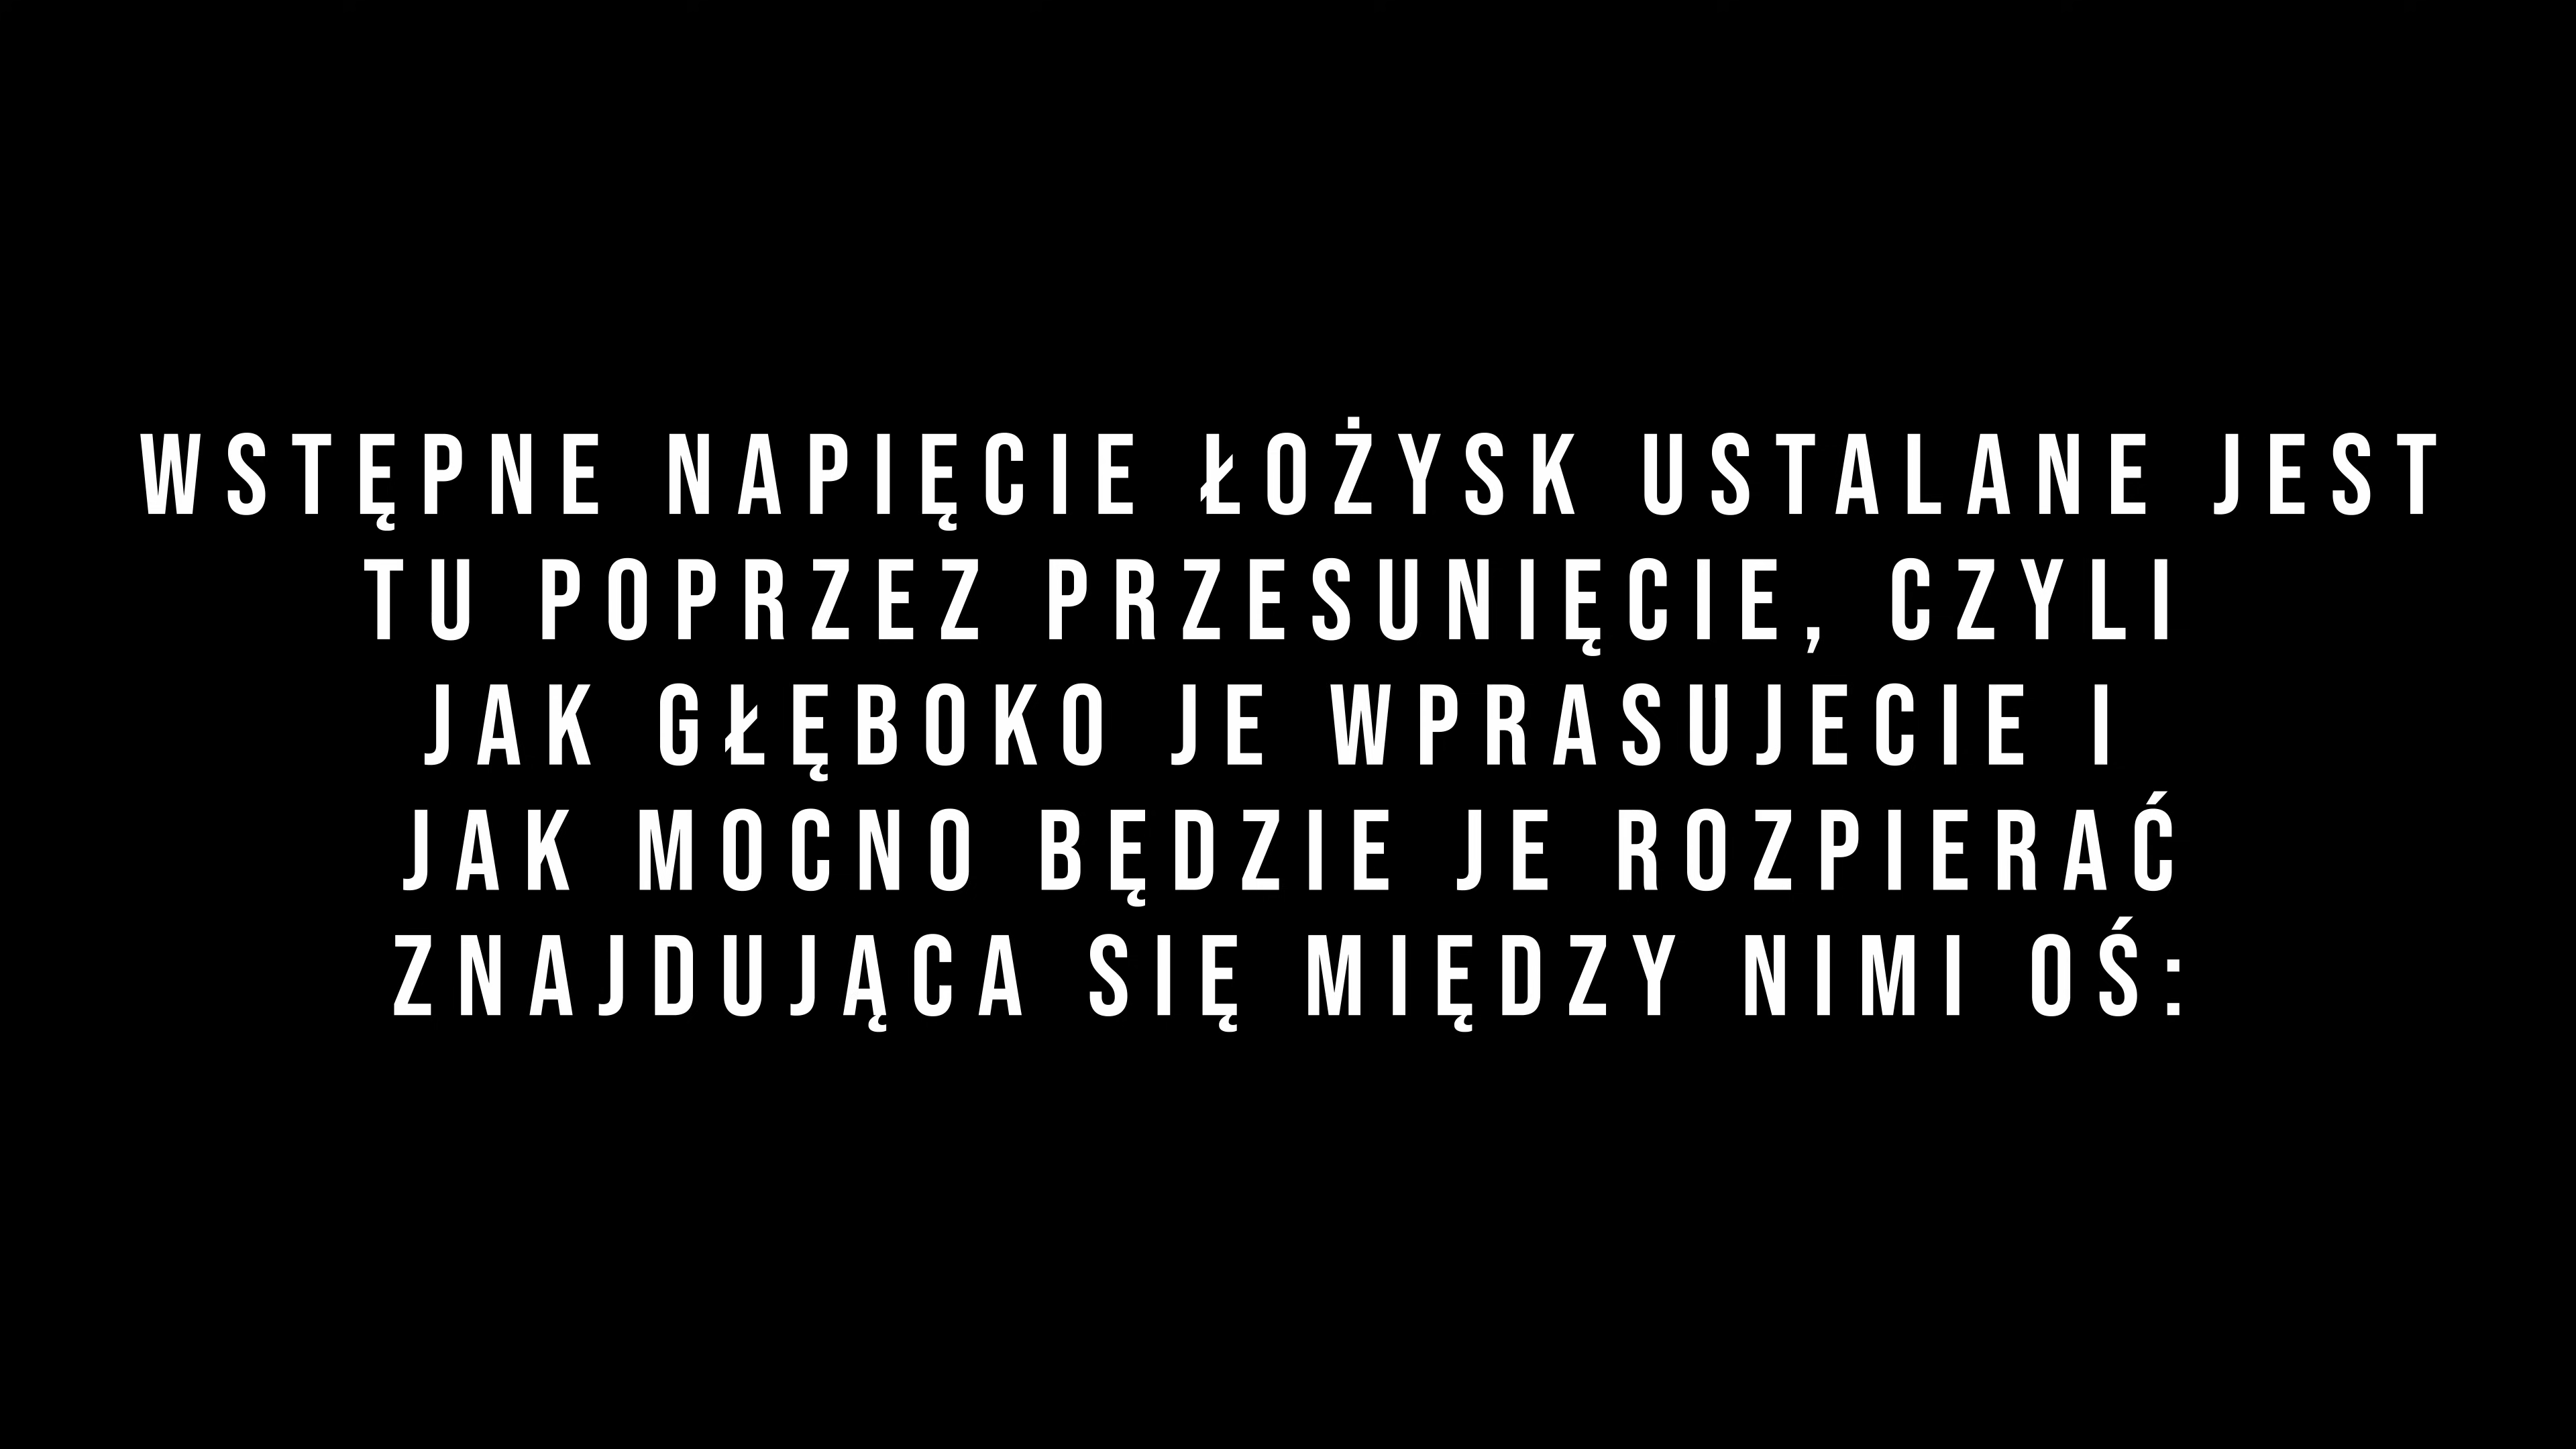 WSTĘPNE NAPIĘCIE ŁOŻYSK USTALANE JEST
TU POPRZEZ PRZESUNIĘCIE, CZYLI
JAK GŁĘBOKO JE WPRASUJECIE I
JAK MOCNO BĘDZIE JE ROZPIERAĆ
ZNAJDUJĄCA SIĘ MIĘDZY NIMI OŚ: